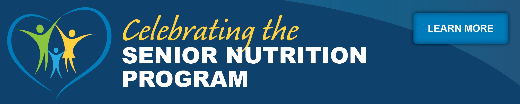 Celebrating the
SENIOR NUTRITION
PROGRAM
LEARN MORE